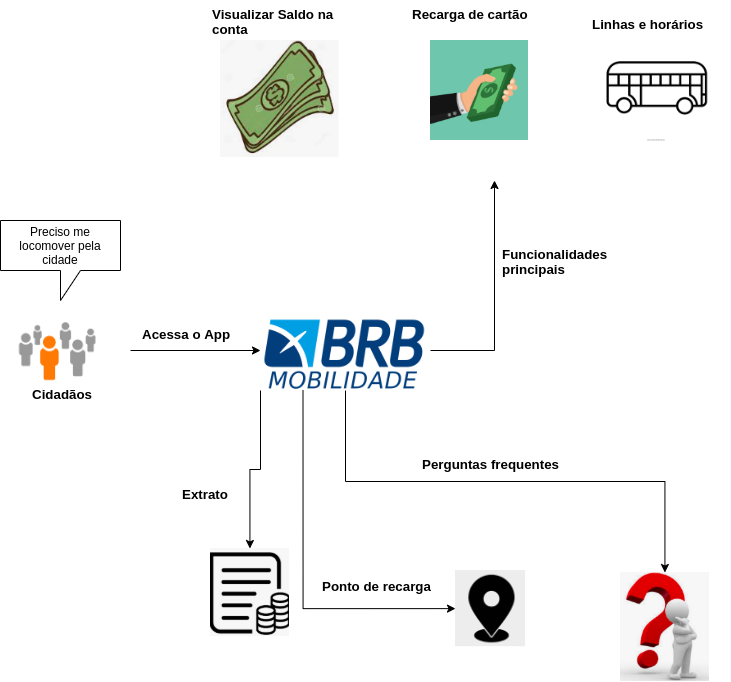 Visualizar Saldo na
conta
Recarga de cartão
Linhas e horários
Preciso me
locomover pela
cidade
Funcionalidades
principais
Acessa o App
BRB
MOBILIDADE
Cidadãos
Perguntas frequentes
Extrato
Ponto de recarga